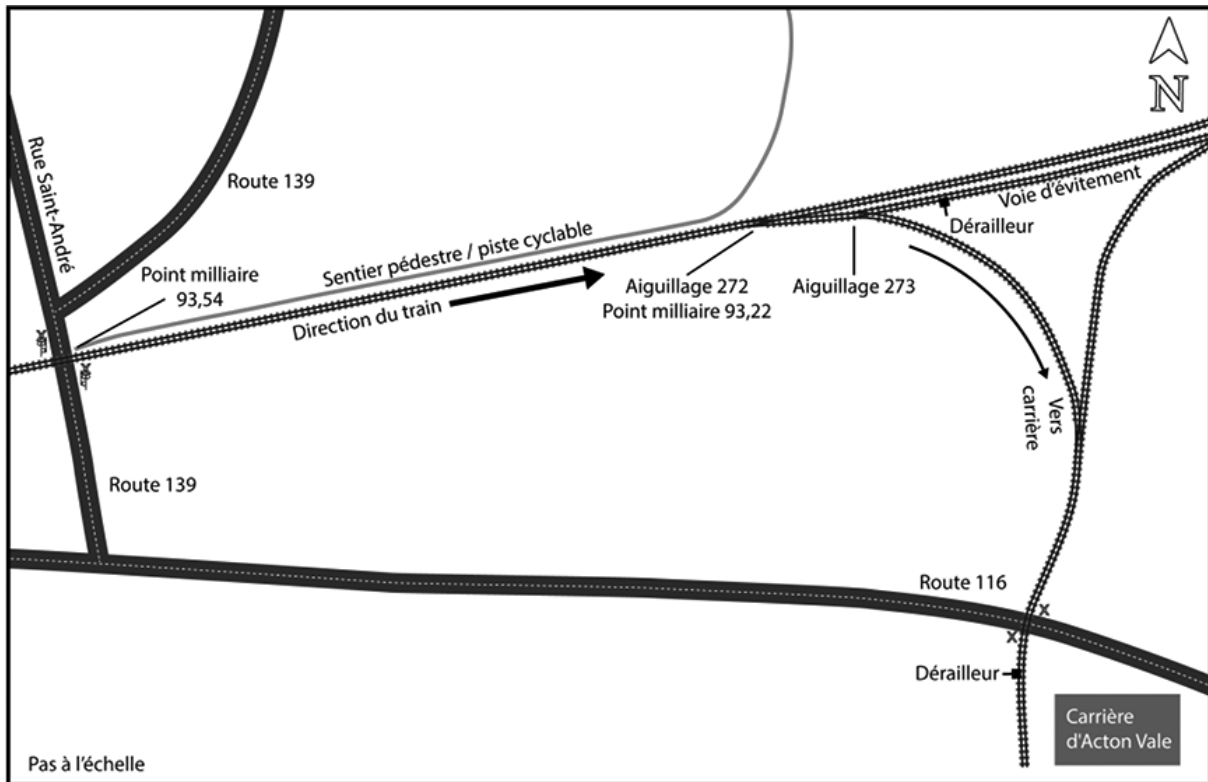 N
Rue Saint-André
Route 139
Voie d'évitement
Dérailleur
Sentier pédestre / piste cyclable
Point milliaire
93,54
Aiguillage 272
Point milliaire 93,22
Aiguillage 273
Direction du train
Vers
carrière
Route 139
Route 116
Dérailleur
Carrière
d'Acton Vale
Pas à l'échelle